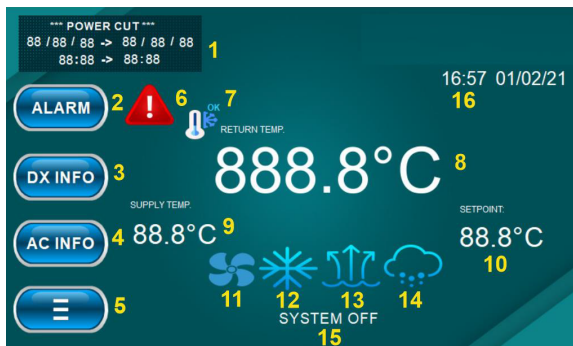 *** POWER CUT ***
88 / 88 / 88 -> 88 / 88 / 88
88:88 -> 88:88
1
16:57 01/02/21
16
ALARM
2
6
OK
7
RETURN TEMP.
888.8°C
8
DX INFO
3
SUPPLY TEMP.
88.8°C
9
SETPOINT:
88.8°C
10
AC INFO
4
5
11
12
13
14
SYSTEM OFF
15